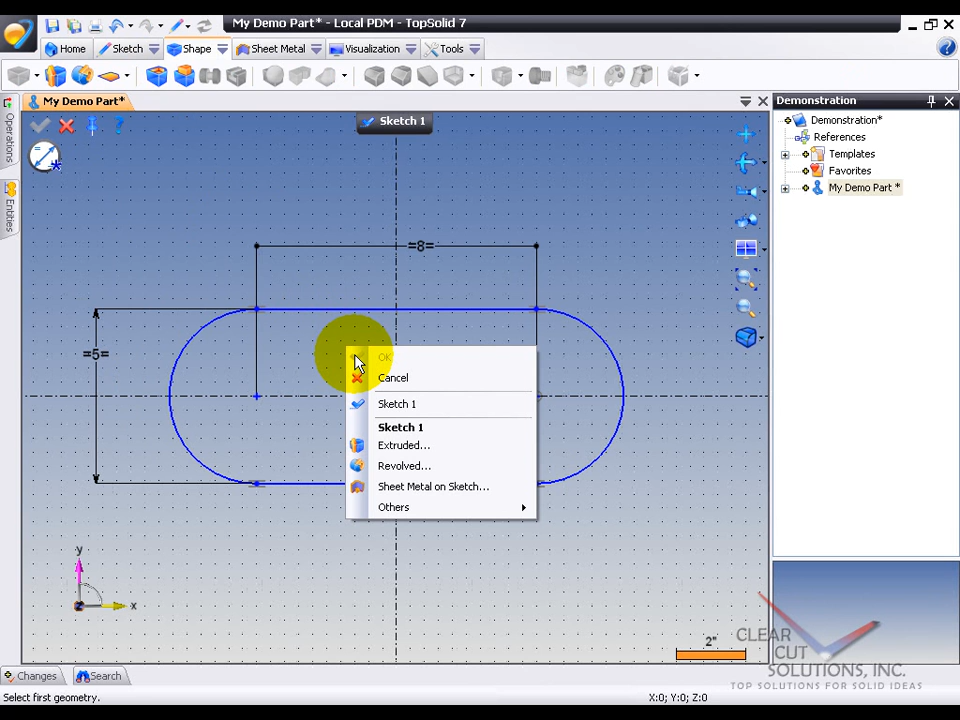 My Demo Part* - Local PDM - TopSolid 7
Home Sketch Shape Sheet Metal Visualization Tools
My Demo Part*
Demonstration
Sketch 1
Operations
Entities
Demonstration*
References
Templates
Favorites
My Demo Part *
=8=
=5=
OK
Cancel
Sketch 1
Sketch 1
Extruded...
Revolved...
Sheet Metal on Sketch...
Others
y
x
2"
CLEAR
CUT
SOLUTIONS, INC.
TOP SOLUTIONS FOR SOLID IDEAS
Changes Search
Select first geometry. X:0; Y:0; Z:0